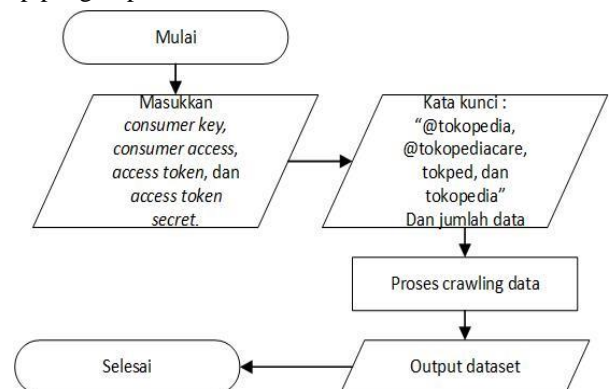 Mulai
Masukkan
consumer key,
consumer access,
access token, dan
access token
secret.
Kata kunci :
“@tokopedia,
@tokopediacare,
tokped, dan
tokopedia”
Dan jumlah data
Proses crawling data
Output dataset
Selesai